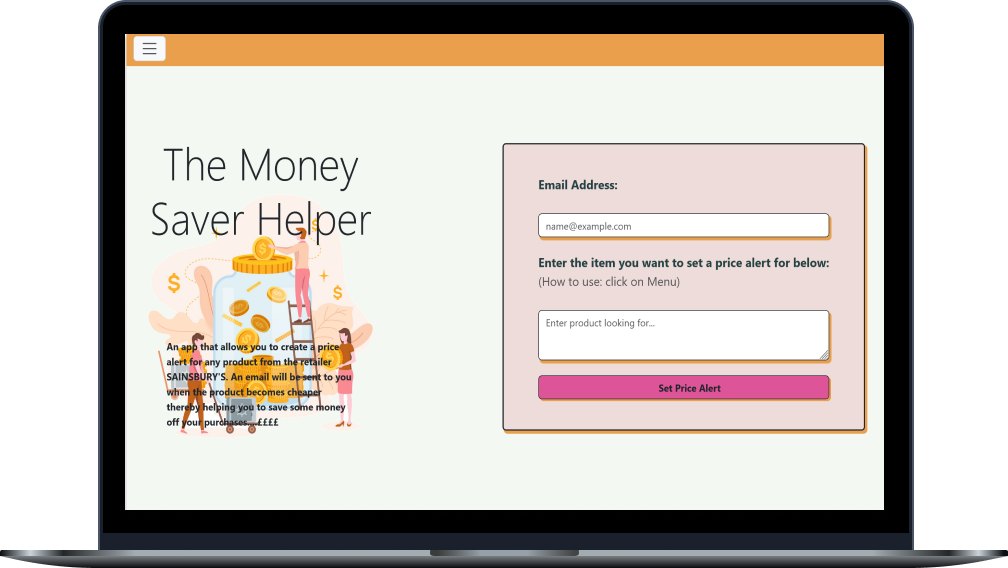 The Money
Saver Helper
An app that allows you to create a price
alert for any product from the retailer
SAINSBURY'S. An email will be sent to you
when the product becomes cheaper
thereby helping you to save some money
off your purchases....££££
Email Address:
name@example.com
Enter the item you want to set a price alert for below:
(How to use: click on Menu)
Enter product looking for...
Set Price Alert